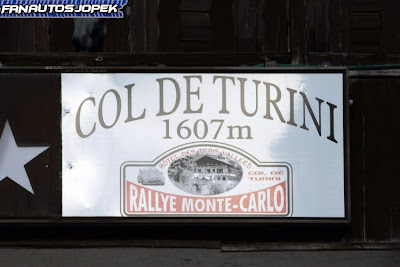 FANAUTOSJOPEK
COL DE TURINI
1607m
HOTEL DES TROIS VALLEES
COL DE
TURINI
RALLYE MONTE-CARLO